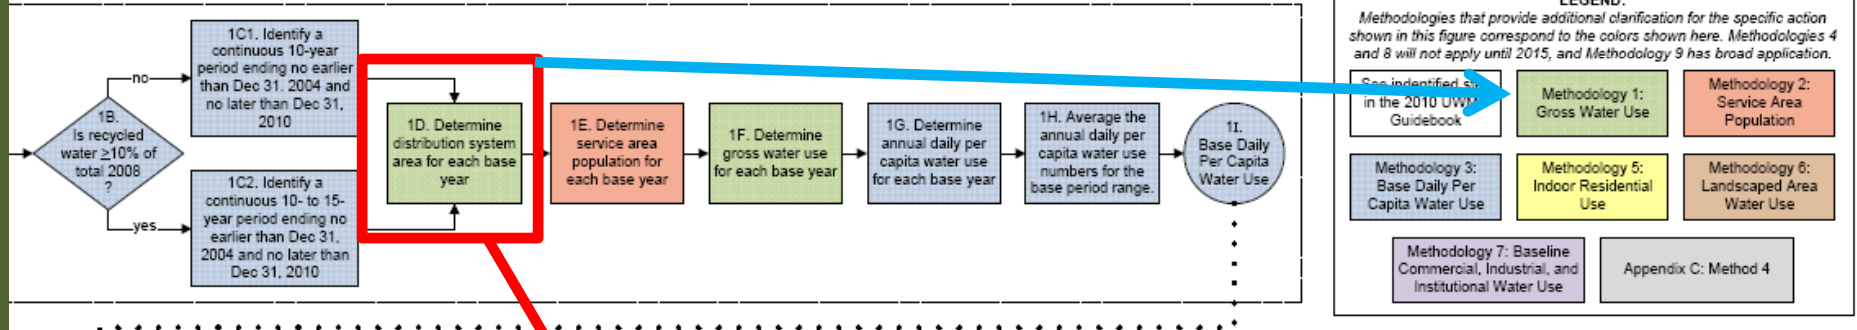 1B.
Is recycled
water ≥10% of
total 2008
?
no
yes
1C1. Identify a
continuous 10-year
period ending no earlier
than Dec 31. 2004 and
no later than Dec 31,
2010
1C2. Identify a
continuous 10- to 15-
year period ending no
earlier than Dec 31,
2004 and no later than
Dec 31, 2010
1D. Determine
distribution system
area for each base
year
1E. Determine
service area
population for
each base year
1F. Determine
gross water use
for each base year
1G. Determine
annual daily per
capita water use
for each base year
1H. Average the
annual daily per
capita water use
numbers for the
base period range.
1I.
Base Daily
Per Capita
Water Use
LEGEND:
Methodologies that provide additional clarification for the specific action
shown in this figure correspond to the colors shown here. Methodologies 4
and 8 will not apply until 2015, and Methodology 9 has broad application.
See indentified
in the 2010
Guidebook
Methodology 1:
Gross Water Use
Methodology 2:
Service Area
Population
Methodology 3:
Base Daily Per
Capita Water Use
Methodology 5:
Indoor Residential
Use
Methodology 6:
Landscaped Area
Water Use
Methodology 7: Baseline
Commercial, Industrial, and
Institutional Water Use
Appendix C: Method 4